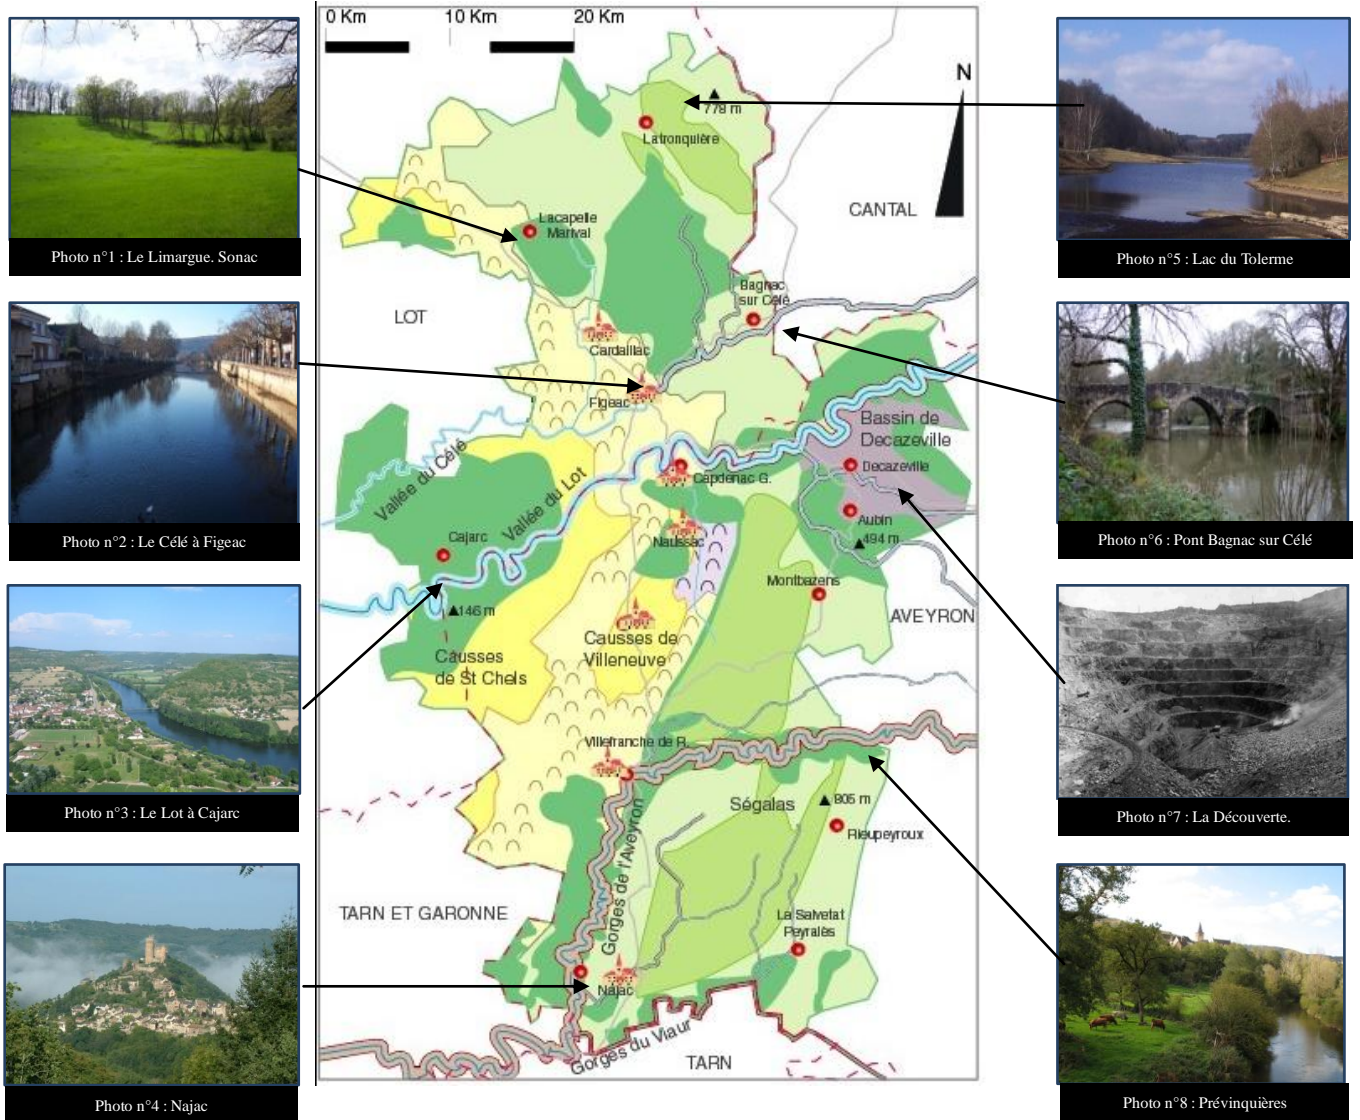 0 Km
10 Km
20 Km
N
778 m
Latronquière
CANTAL
Lacapelle
Marival
Bagnac
sur Célé
LOT
Cardaillac
Figeac
Bassin de
Decazeville
Decazeville
Vallée du Célé
Vallée du Lot
Capdenac G.
Cajarc
Naussac
Aubin
494 m
Montbazens
146 m
AVEYRON
Causses de
Villeneuve
Causses
de St Chels
Villefranche de R.
Ségalas
805 m
Rieupeyroux
Gorges de l'Aveyron
TARN ET GARONNE
La Salvetat
Peyralès
Najac
Gorges du Viaur
TARN
Photo n°1 : Le Limargue. Sonac
Photo n°2 : Le Célé à Figeac
Photo n°3 : Le Lot à Cajarc
Photo n°4 : Najac
Photo n°5 : Lac du Tolerme
Photo n°6 : Pont Bagnac sur Célé
Photo n°7 : La Découverte.
Photo n°8 : Prévinquières